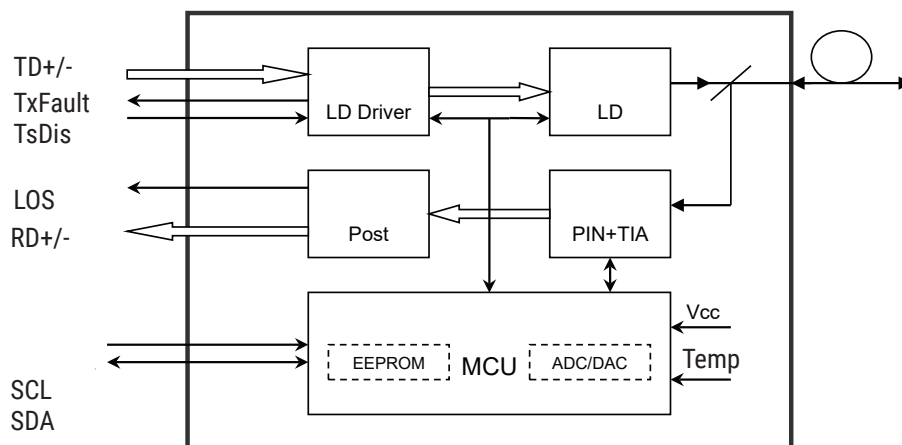 TD+/-
TxFault
TsDis
LD Driver
LD
LOS
RD+/-
Post
PIN+TIA
Vcc
EEPROM
MCU
ADC/DAC
Temp
SCL
SDA